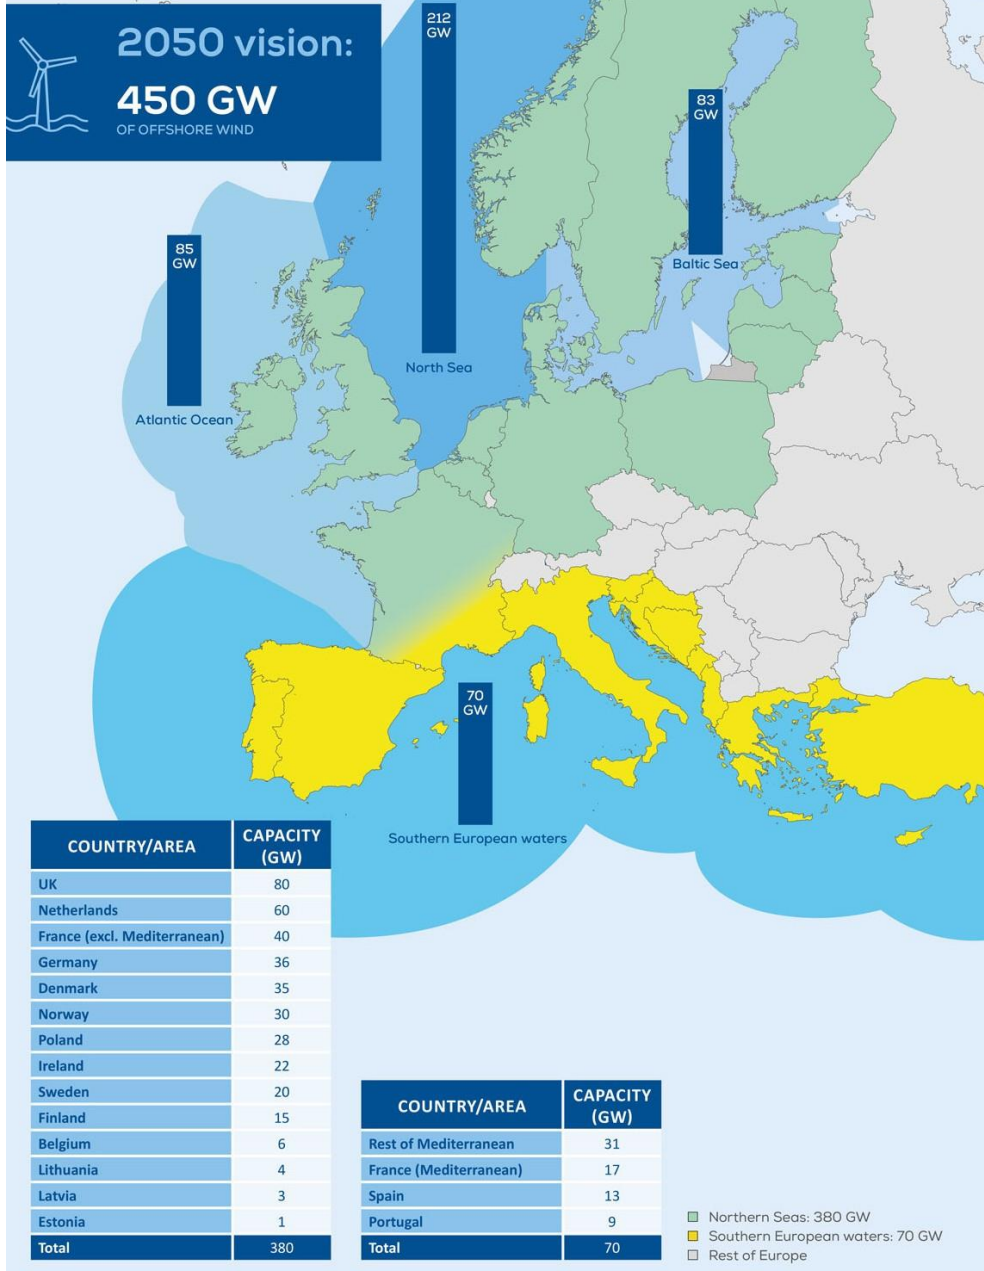 2050 vision:
450 GW
OF OFFSHORE WIND
212
GW
83
GW
85
GW
Baltic Sea
North Sea
Atlantic Ocean
70
GW
Southern European waters
COUNTRY/AREA CAPACITY (GW)
UK 80
Netherlands 60
France (excl. Mediterranean) 40
Germany 36
Denmark 35
Norway 30
Poland 28
Ireland 22
Sweden 20
Finland 15
Belgium 6
Lithuania 4
Latvia 3
Estonia 1
Total 380
COUNTRY/AREA CAPACITY (GW)
Rest of Mediterranean 31
France (Mediterranean) 17
Spain 13
Portugal 9
Total 70
Northern Seas: 380 GW
Southern European waters: 70 GW
Rest of Europe